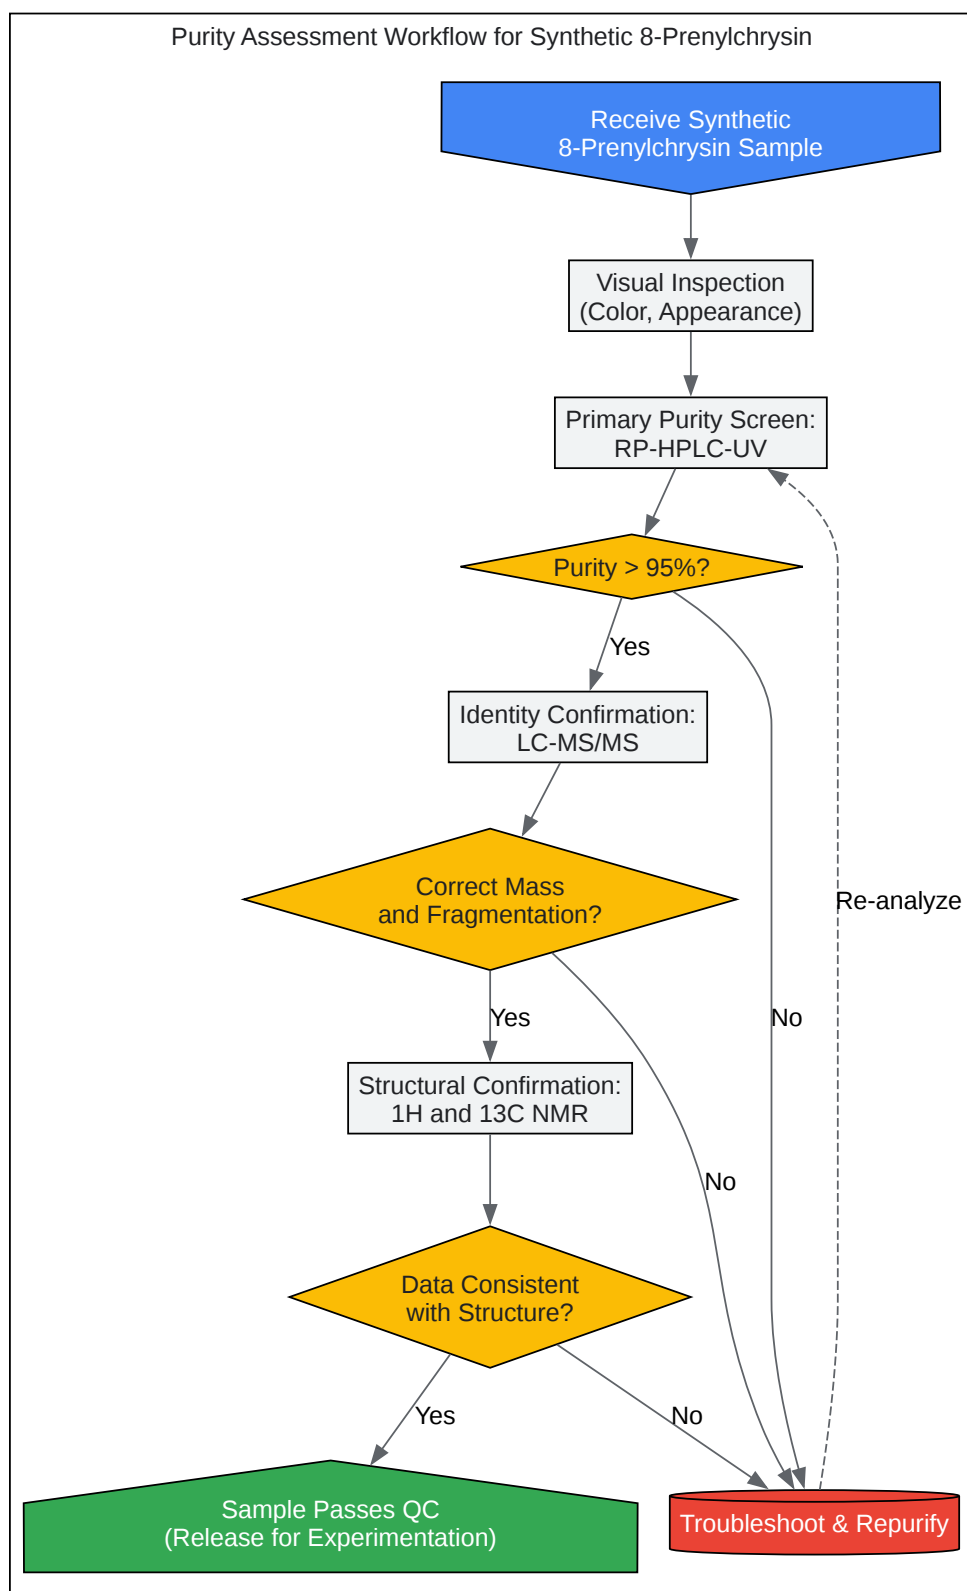 Purity Assessment Workflow for Synthetic 8-Prenylchrysin
Receive Synthetic
8-Prenylchrysin Sample
Visual Inspection
(Color, Appearance)
Primary Purity Screen:
RP-HPLC-UV
Purity > 95%?
Yes
Identity Confirmation:
LC-MS/MS
Correct Mass
and Fragmentation?
Re-analyze
Yes
No
Structural Confirmation:
1H and 13C NMR
No
Data Consistent
with Structure?
Yes
No
Sample Passes QC
(Release for Experimentation)
Troubleshoot & Repurify